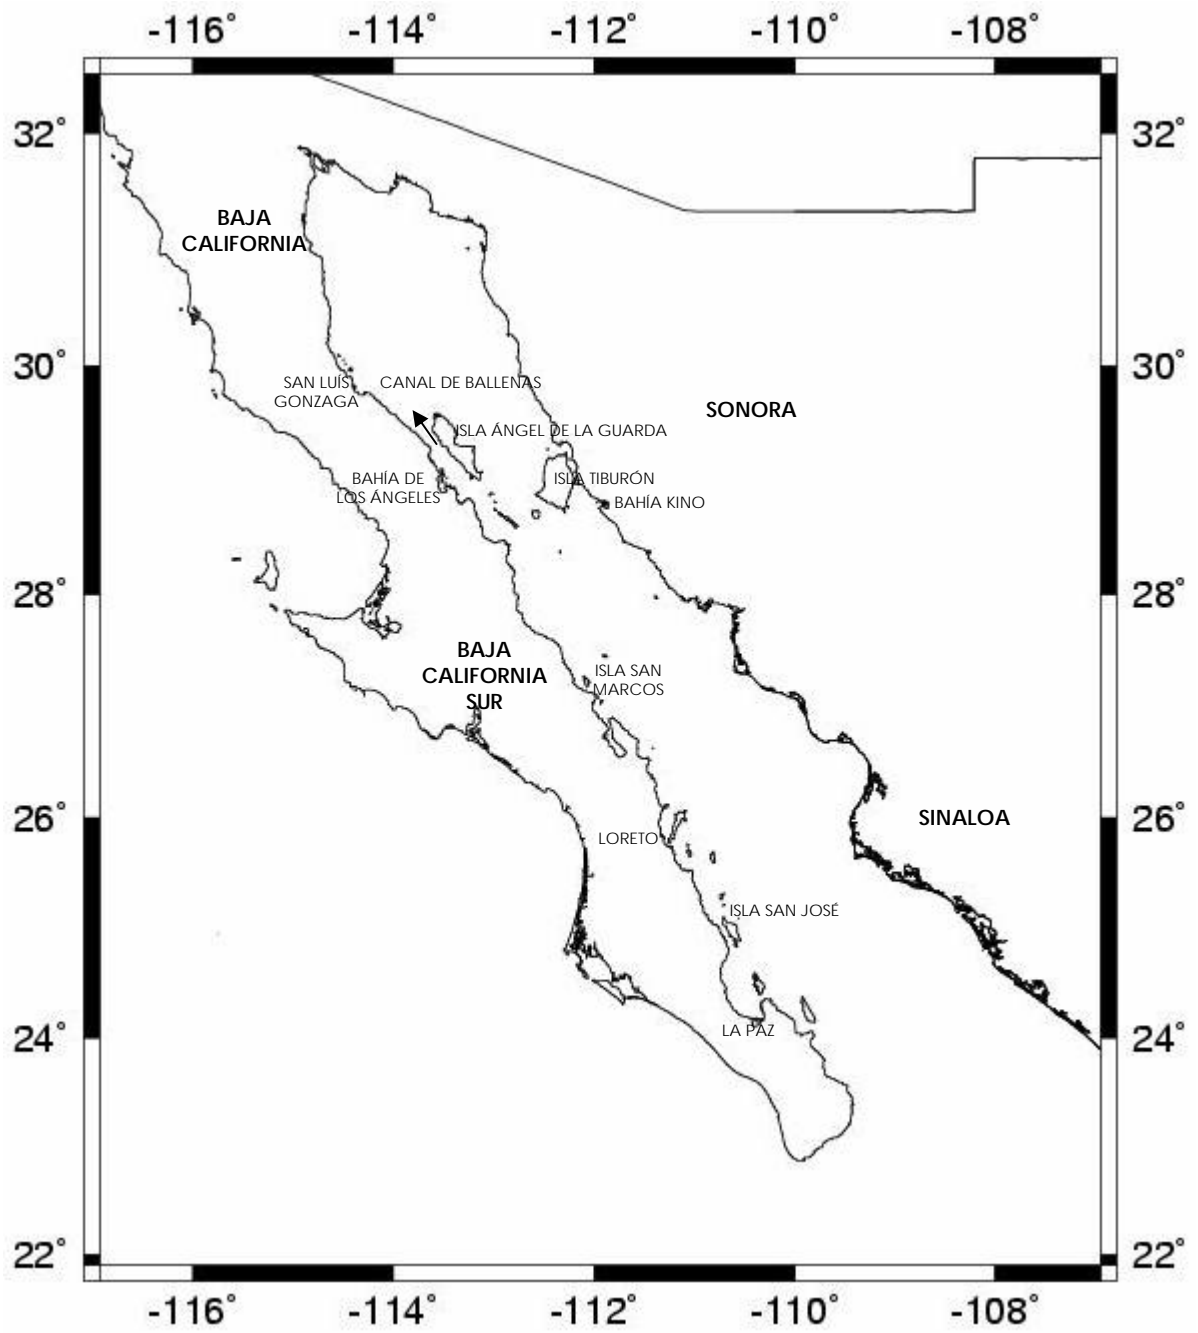 -116° -114° -112° -110° -108°
32° 32°
BAJA
CALIFORNIA
30° 30°
SAN LUÍS
GONZAGA
CANAL DE BALLENAS
SONORA
ISLA ÁNGEL DE LA GUARDA
BAHÍA DE
LOS ÁNGELES
ISLA TIBURÓN
BAHÍA KINO
28° 28°
BAJA
CALIFORNIA
SUR
ISLA SAN
MARCOS
26° 26°
SINALOA
LORETO
ISLA SAN JOSÉ
LA PAZ
24° 24°
22° 22°
-116° -114° -112° -110° -108°